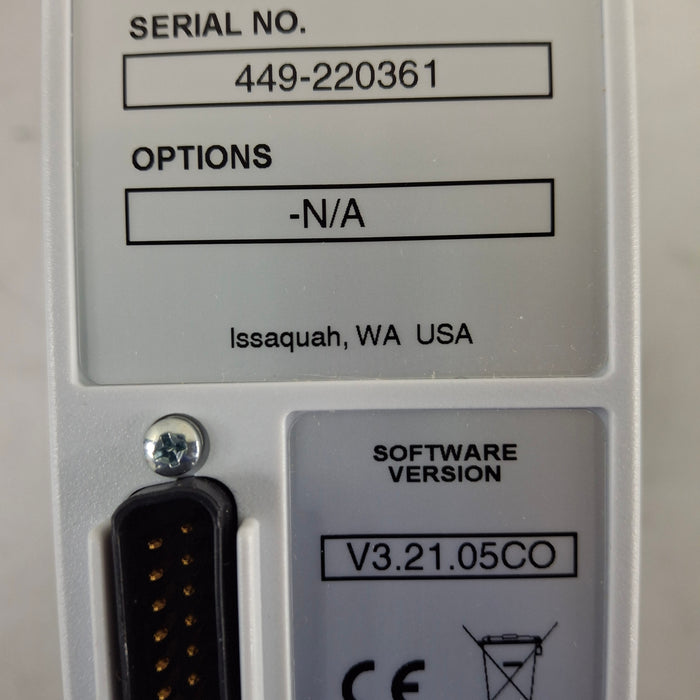 SERIAL NO.
449-220361
OPTIONS
-N/A
Issaquah, WA USA
SOFTWARE
VERSION
V3.21.05CO
CE